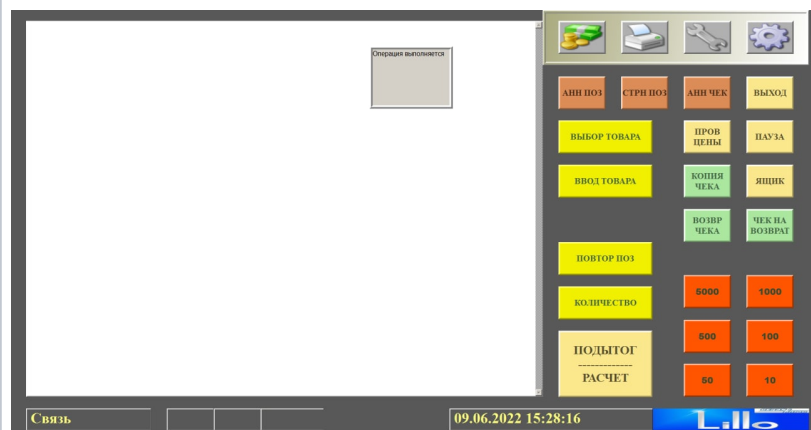 Операция выполняется
АНН ПОЗ
СТРН ПОЗ
АНН ЧЕК
ВЫХОД
ВЫБОР ТОВАРА
ПРОВ
ЦЕНЫ
ПАУЗА
ВВОД ТОВАРА
КОПИЯ
ЧЕКА
ЯЩИК
ВОЗВР
ЧЕКА
ЧЕК НА
ВОЗВРАТ
ПОВТОР ПОЗ
КОЛИЧЕСТВО
5000
1000
ПОДЫТОГ
-------------
РАСЧЕТ
500
100
50
10
Связь
09.06.2022 15:28:16
Lillo